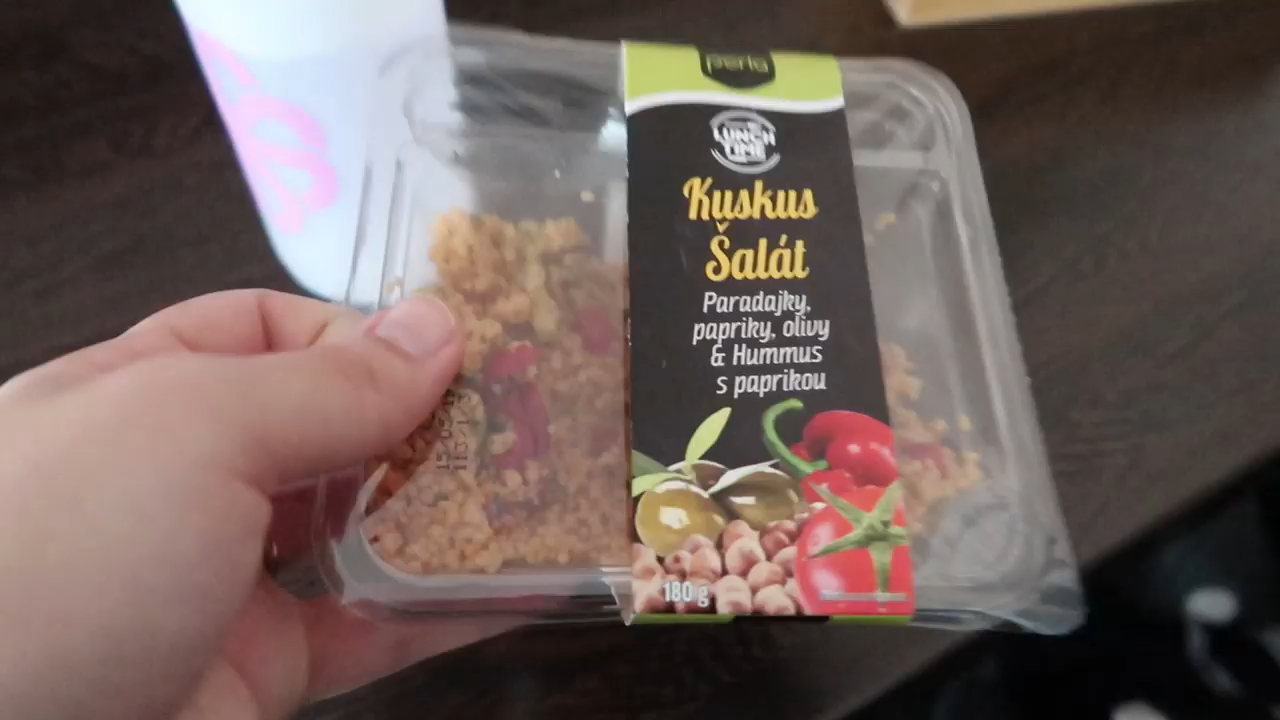 perla
LUNCH
TIME
Kuskus
Šalát
Paradajky,
papriky, olivy
& Hummus
s paprikou
180 g